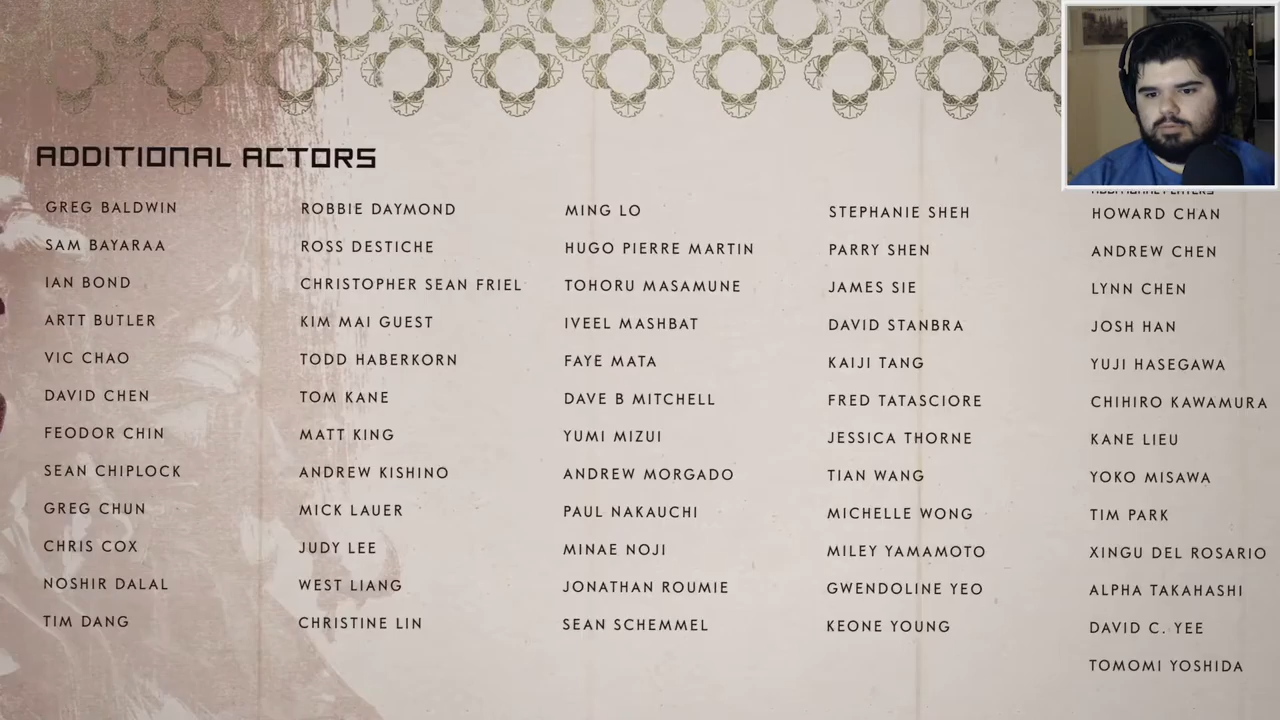 ADDITIONAL ACTORS
GREG BALDWIN
SAM BAYARAA
IAN BOND
ARTT BUTLER
VIC CHAO
DAVID CHEN
FEODOR CHIN
SEAN CHIPLOCK
GREG CHUN
CHRIS COX
NOSHIR DALAL
TIM DANG
ROBBIE DAYMOND
ROSS DESTICHE
CHRISTOPHER SEAN FRIEL
KIM MAI GUEST
TODD HABERKORN
TOM KANE
MATT KING
ANDREW KISHINO
MICK LAUER
JUDY LEE
WEST LIANG
CHRISTINE LIN
MING LO
HUGO PIERRE MARTIN
TOHORU MASAMUNE
IVEEL MASHBAT
FAYE MATA
DAVE B MITCHELL
YUMI MIZUI
ANDREW MORGADO
PAUL NAKAUCHI
MINAE NOJI
JONATHAN ROUMIE
SEAN SCHEMMEL
STEPHANIE SHEH
PARRY SHEN
JAMES SIE
DAVID STANBRA
KAIJI TANG
FRED TATASCIORE
JESSICA THORNE
TIAN WANG
MICHELLE WONG
MILEY YAMAMOTO
GWENDOLINE YEO
KEONE YOUNG
HOWARD CHAN
ANDREW CHEN
LYNN CHEN
JOSH HAN
YUJI HASEGAWA
CHIHIRO KAWAMURA
KANE LIEU
YOKO MISAWA
TIM PARK
XINGU DEL ROSARIO
ALPHA TAKAHASHI
DAVID C. YEE
TOMOMI YOSHIDA